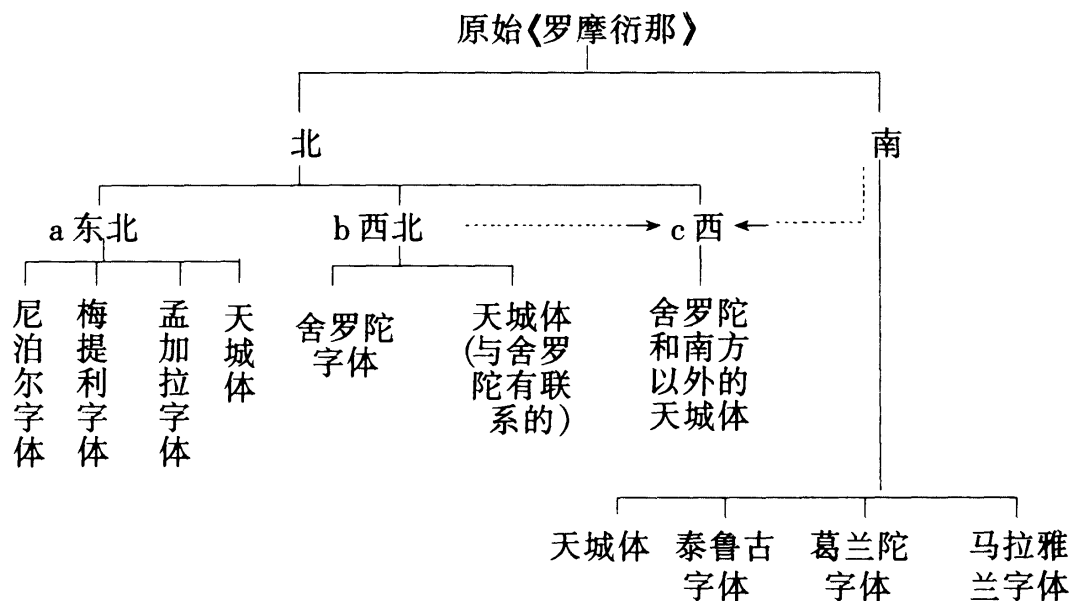 原始《罗摩衍那》
北
南
a东北
b西北
c西
尼泊尔字体
梅提利字体
孟加拉字体
天城体
舍罗陀
字体
天城体
(与舍罗
陀有联
系的)
舍罗陀
和南方
以外的
天城体
天城体
泰鲁古
字体
葛兰陀
字体
马拉雅
兰字体